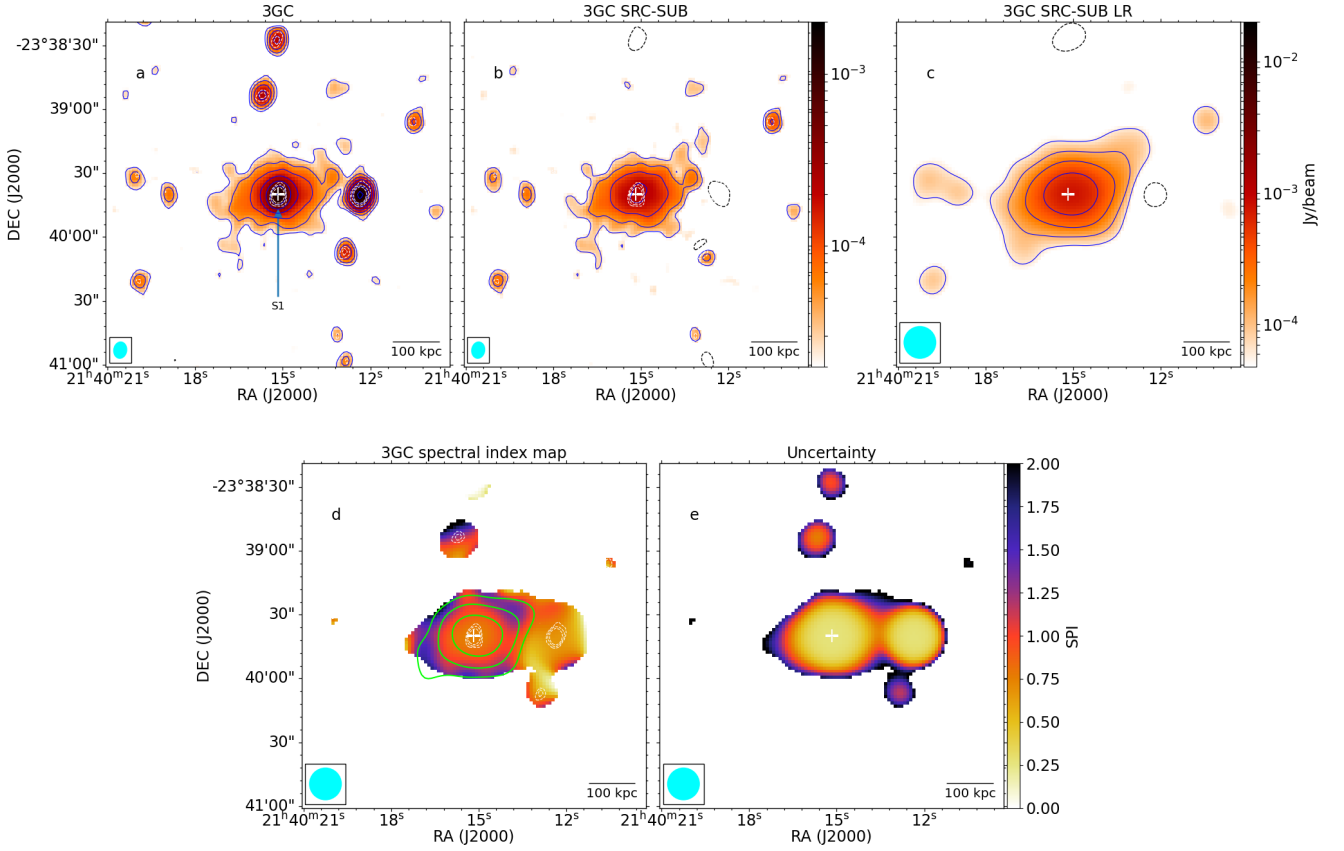 3GC
3GC SRC-SUB
3GC SRC-SUB LR
a
b
c
-23°38'30"
39'00"
30"
40'00"
30"
41'00"
DEC (J2000)
S1
100 kpc
100 kpc
100 kpc
10⁻³
10⁻⁴
10⁻²
10⁻³
10⁻⁴
Jy/beam
21ʰ40ᵐ21ˢ
18ˢ
15ˢ
12ˢ
21ʰ40ᵐ21ˢ
18ˢ
15ˢ
12ˢ
21ʰ40ᵐ21ˢ
18ˢ
15ˢ
12ˢ
RA (J2000)
RA (J2000)
RA (J2000)
3GC spectral index map
Uncertainty
d
e
-23°38'30"
39'00"
30"
40'00"
30"
41'00"
DEC (J2000)
100 kpc
100 kpc
2.00
1.75
1.50
1.25
1.00
0.75
0.50
0.25
0.00
SPI
21ʰ40ᵐ21ˢ
18ˢ
15ˢ
12ˢ
21ʰ40ᵐ21ˢ
18ˢ
15ˢ
12ˢ
RA (J2000)
RA (J2000)